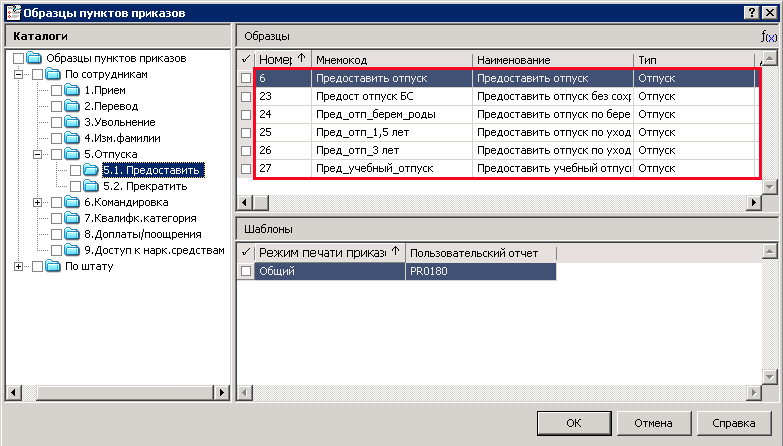 Образцы пунктов приказов
Каталоги
Образцы пунктов приказов
По сотрудникам
1.Прием
2.Перевод
3.Увольнение
4.Изм.фамилии
5.Отпуска
5.1. Предоставить
5.2. Прекратить
6.Командировка
7.Квалифк.категория
8.Доплаты/поощрения
9.Доступ к нарк.средствам
По штату
Образцы f(x)
Номер Мнемокод Наименование Тип
6 Предоставить отпуск Предоставить отпуск Отпуск
23 Предост отпуск БС Предоставить отпуск без сохр Отпуск
24 Пред_отп_берем_роды Предоставить отпуск по бере Отпуск
25 Пред_отп_1,5 лет Предоставить отпуск по уход Отпуск
26 Пред_отп_3 лет Предоставить отпуск по уход Отпуск
27 Пред_учебный_отпуск Предоставить учебный отпус Отпуск
Шаблоны
Режим печати приказ Пользовательский отчет
Общий PR0180
ОК Отмена Справка